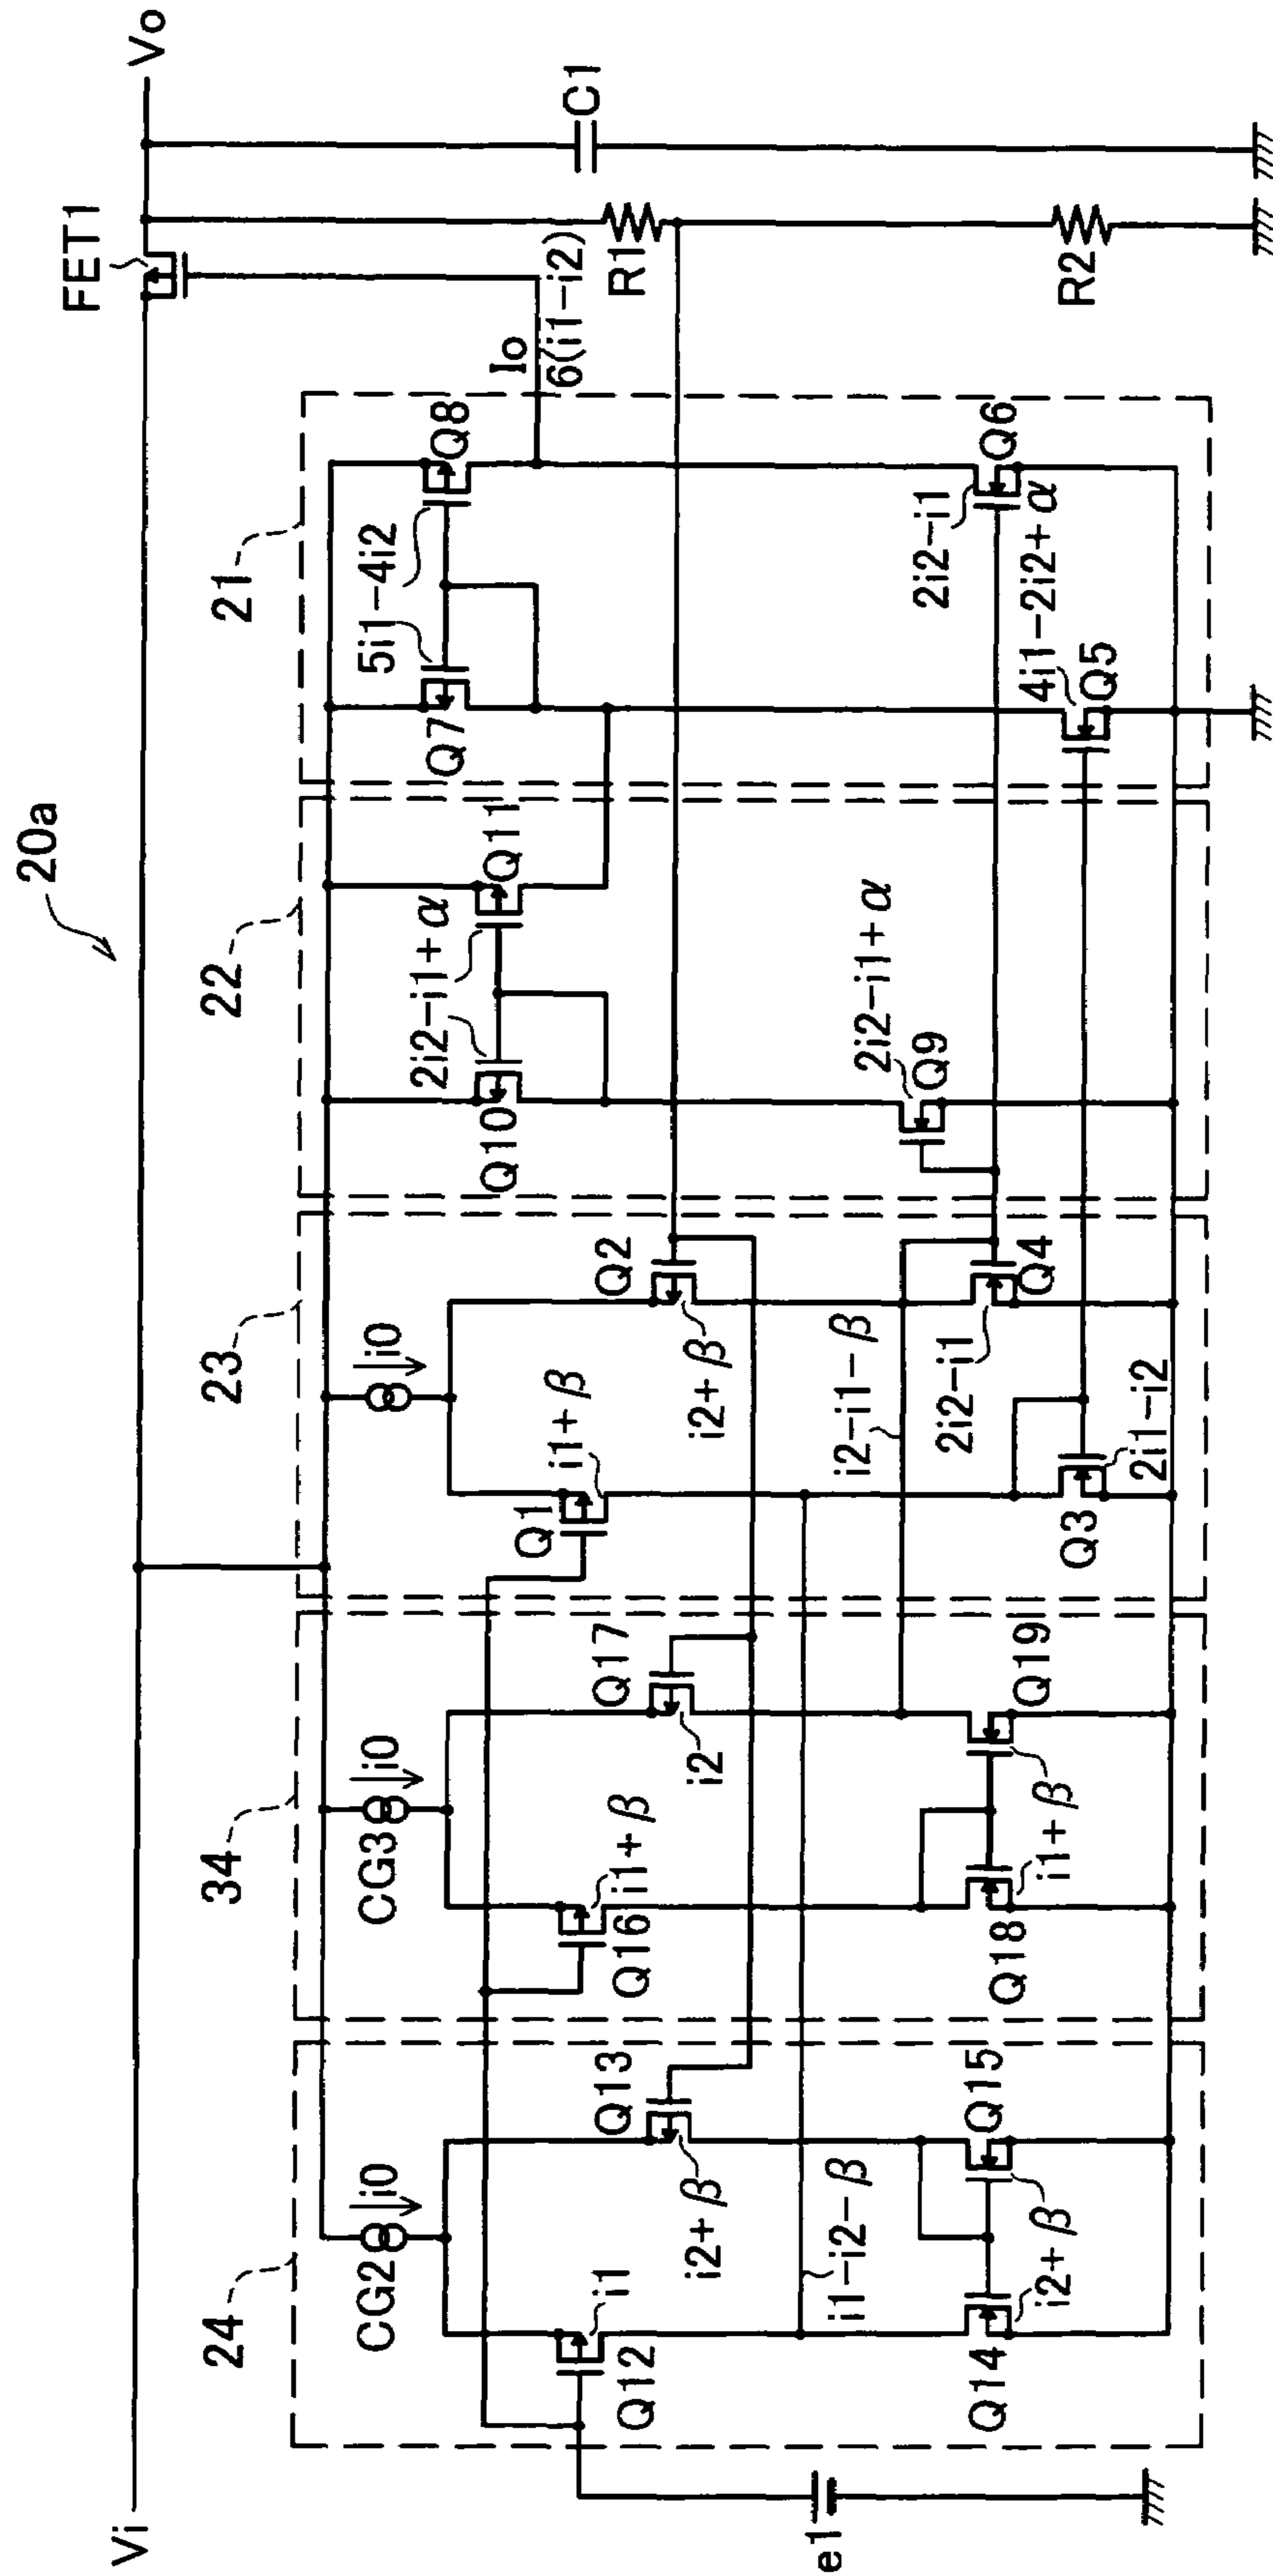 20a
Vi
Vo
FET1
24
34
23
22
21
CG2
i0
CG3
i0
i0
Q12
i1
Q13
i2+β
i1-i2-β
Q14
i2+β
Q15
β
Q16
i1+β
Q17
i2
Q18
i1+β
Q19
β
Q1
i1+β
Q2
i2+β
i2-i1-β
Q3
2i1-i2
Q4
2i2-i1
Q10
2i2-i1+α
Q11
Q9
2i2-i1+α
Q7
5i1-4i2
Q8
Q5
4i1-2i2+α
Q6
2i2-i1
Io
6(i1-i2)
R1
R2
C1
e1